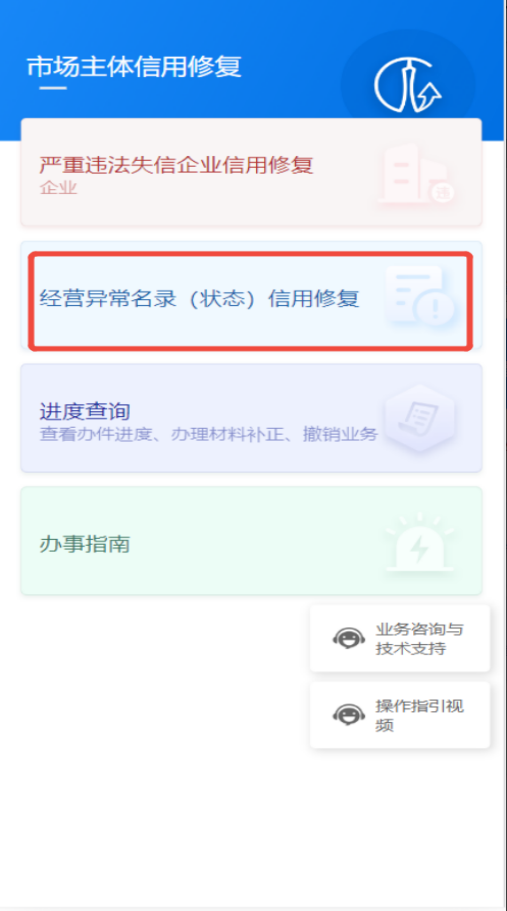 市场主体信用修复
严重违法失信企业信用修复
企业
违
经营异常名录（状态）信用修复
进度查询
查看办件进度、办理材料补正、撤销业务
办事指南
业务咨询与
技术支持
操作指引视
频